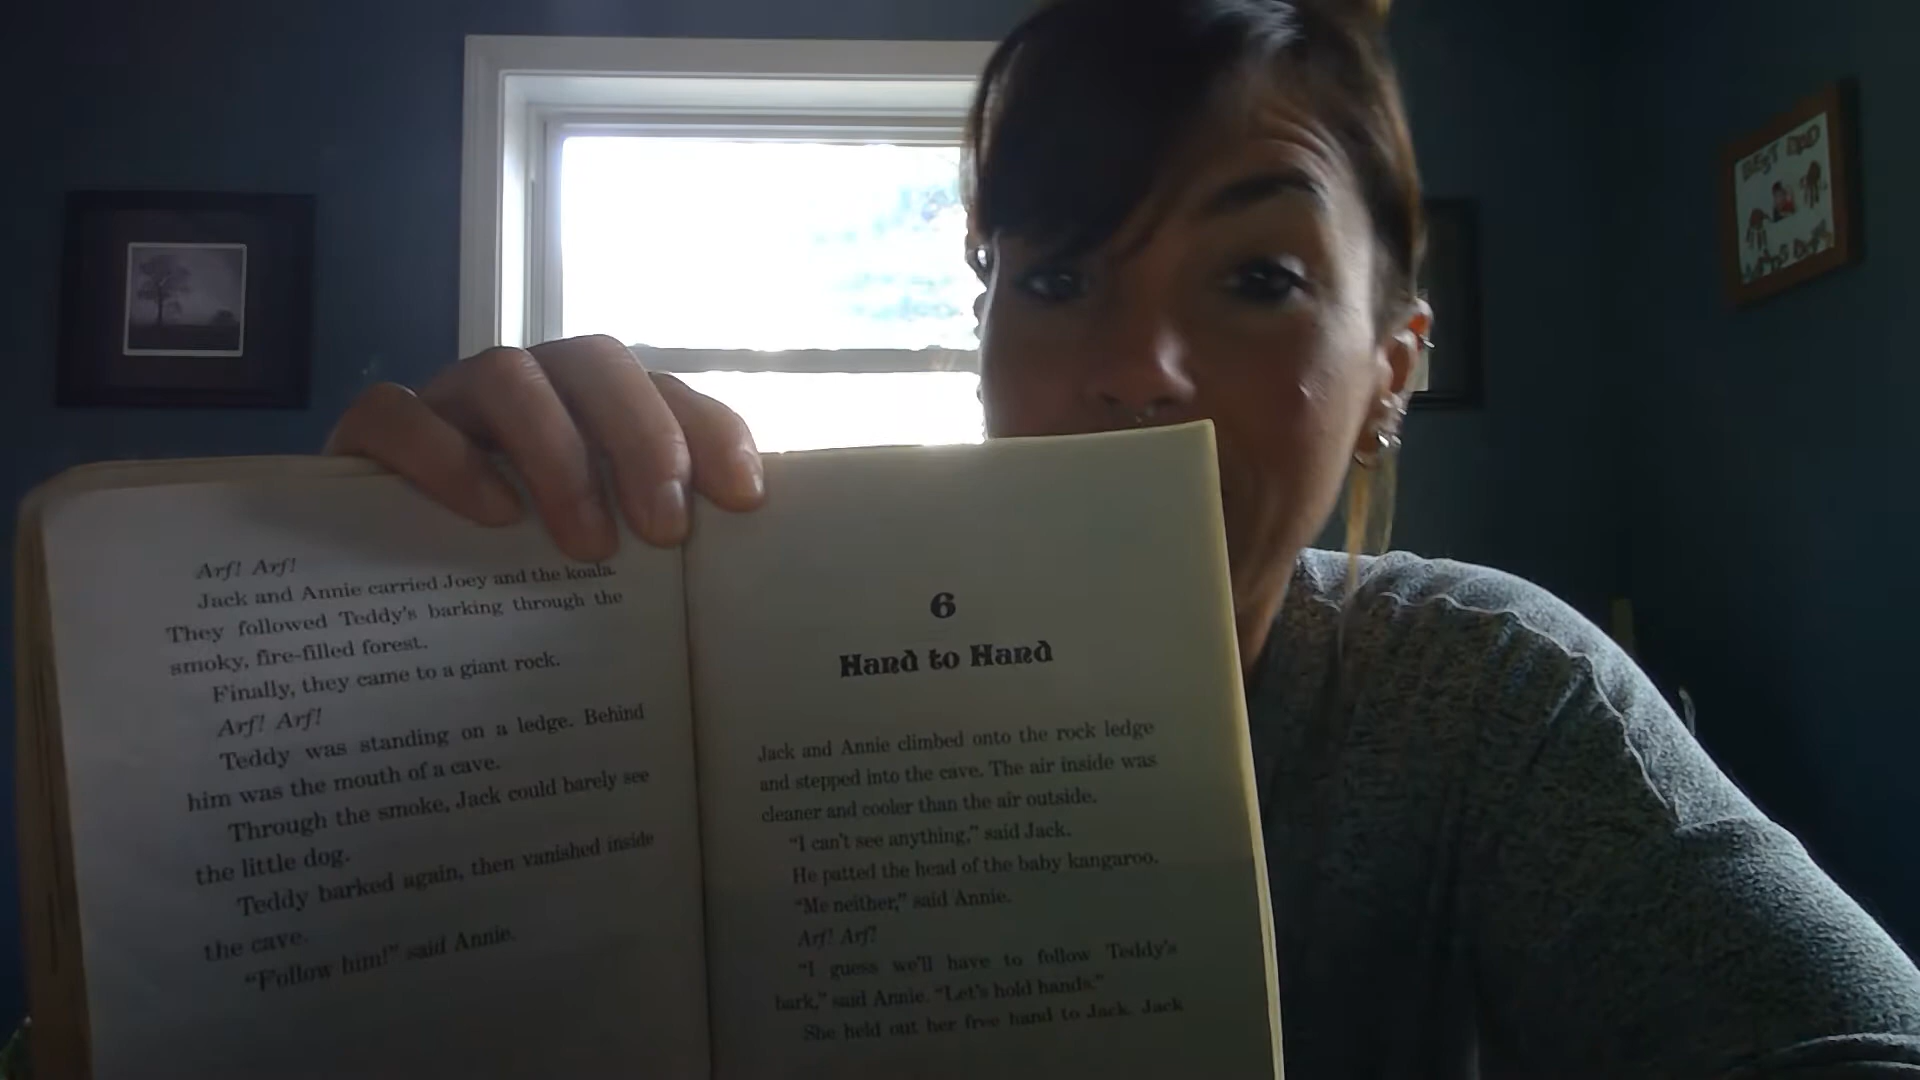 Arf! Arf!
Jack and Annie carried Joey and the koala.
They followed Teddy's barking through the
smoky, fire-filled forest.
Finally, they came to a giant rock.
Arf! Arf!
Teddy was standing on a ledge. Behind
him was the mouth of a cave.
Through the smoke, Jack could barely see
the little dog.
Teddy barked again, then vanished inside
the cave.
“Follow him!” said Annie.
6
Hand to Hand
Jack and Annie climbed onto the rock ledge
and stepped into the cave. The air inside was
cleaner and cooler than the air outside.
“I can't see anything,” said Jack.
He patted the head of the baby kangaroo.
“Me neither,” said Annie.
Arf! Arf!
“I guess we'll have to follow Teddy's
bark,” said Annie. “Let's hold hands.”
She held out her free hand to Jack. Jack
BEST DAD